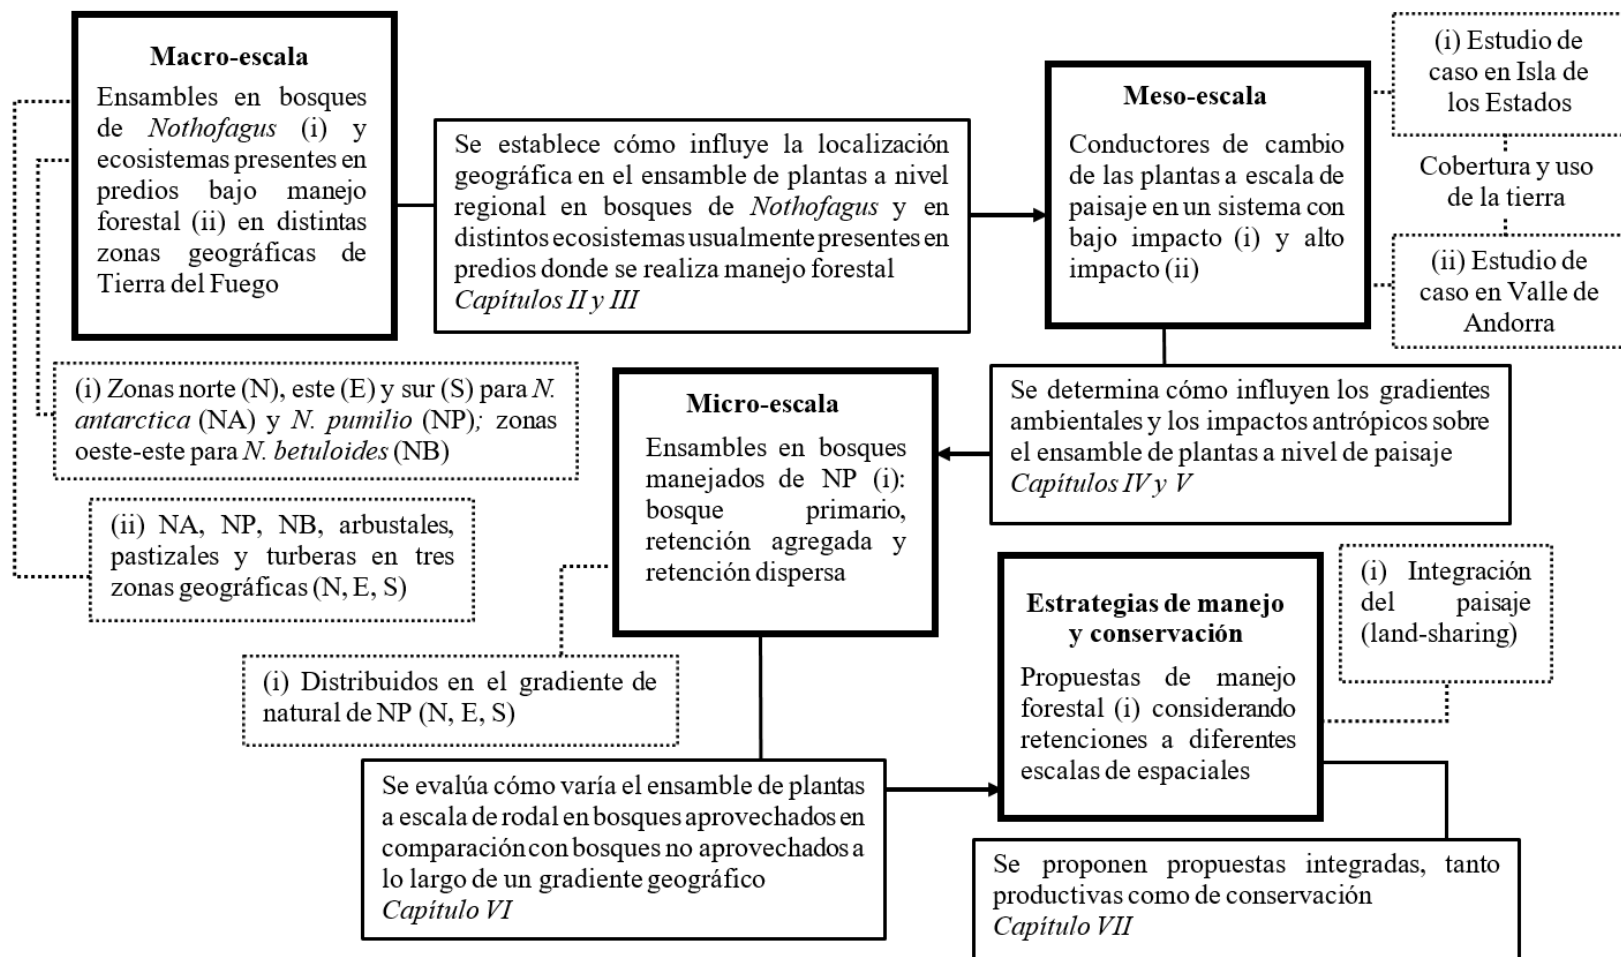 Macro-escala
Ensambles en bosques
de Nothofagus (i) y
ecosistemas presentes en
predios bajo manejo
forestal (ii) en distintas
zonas geográficas de
Tierra del Fuego
Se establece cómo influye la localización
geográfica en el ensamble de plantas a nivel
regional en bosques de Nothofagus y en
distintos ecosistemas usualmente presentes en
predios donde se realiza manejo forestal
Capítulos II y III
Meso-escala
Conductores de cambio
de las plantas a escala de
paisaje en un sistema con
bajo impacto (i) y alto
impacto (ii)
(i) Estudio de
caso en Isla de
los Estados
Cobertura y uso
de la tierra
(ii) Estudio de
caso en Valle de
Andorra
(i) Zonas norte (N), este (E) y sur (S) para N.
antarctica (NA) y N. pumilio (NP); zonas
oeste-este para N. betuloides (NB)
(ii) NA, NP, NB, arbustales,
pastizales y turberas en tres
zonas geográficas (N, E, S)
Micro-escala
Ensambles en bosques
manejados de NP (i):
bosque primario,
retención agregada y
retención dispersa
Se determina cómo influyen los gradientes
ambientales y los impactos antrópicos sobre
el ensamble de plantas a nivel de paisaje
Capítulos IV y V
(i) Distribuidos en el gradiente de
natural de NP (N, E, S)
Estrategias de manejo
y conservación
Propuestas de manejo
forestal (i) considerando
retenciones a diferentes
escalas de espaciales
(i) Integración
del paisaje
(land-sharing)
Se evalúa cómo varía el ensamble de plantas
a escala de rodal en bosques aprovechados en
comparación con bosques no aprovechados a
lo largo de un gradiente geográfico
Capítulo VI
Se proponen propuestas integradas, tanto
productivas como de conservación
Capítulo VII